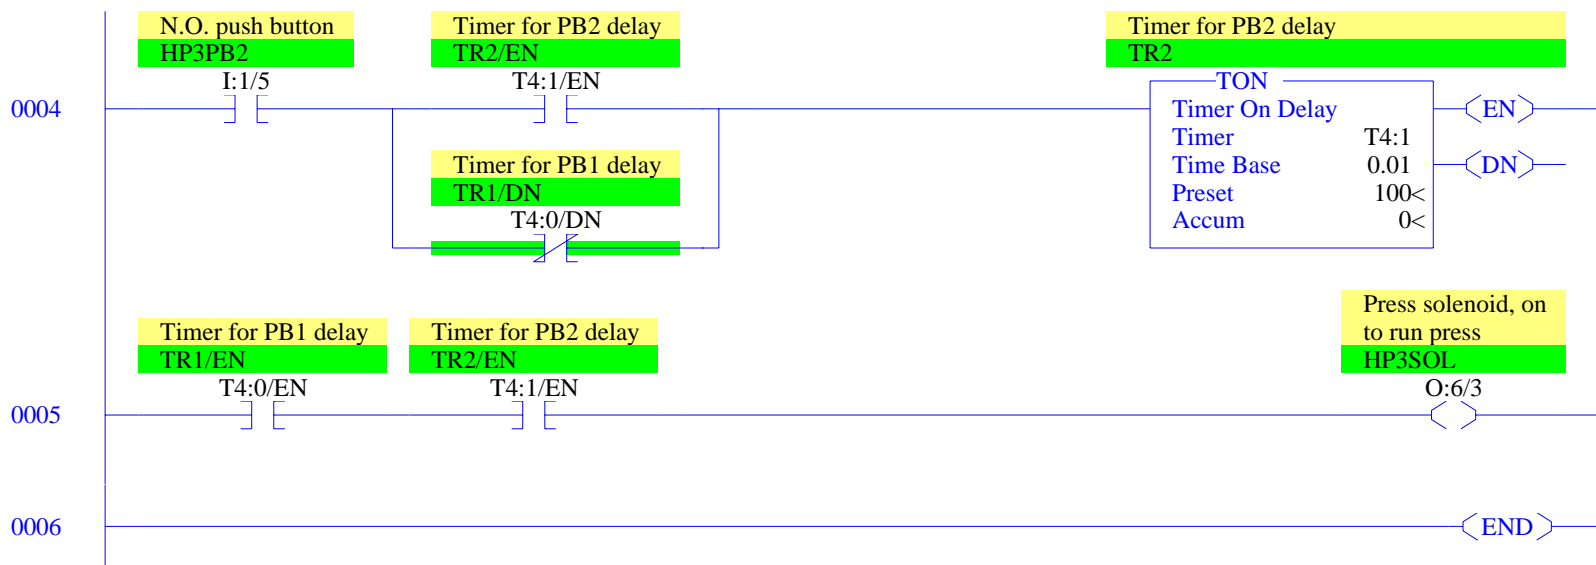 N.O. push button
HP3PB2
I:1/5
Timer for PB2 delay
TR2/EN
T4:1/EN
Timer for PB2 delay
TR2
0004
TON
Timer On Delay
Timer T4:1
Time Base 0.01
Preset 100<
Accum 0<
EN
DN
Timer for PB1 delay
TR1/DN
T4:0/DN
Timer for PB1 delay
TR1/EN
T4:0/EN
Timer for PB2 delay
TR2/EN
T4:1/EN
Press solenoid, on
to run press
HP3SOL
O:6/3
0005
0006
END